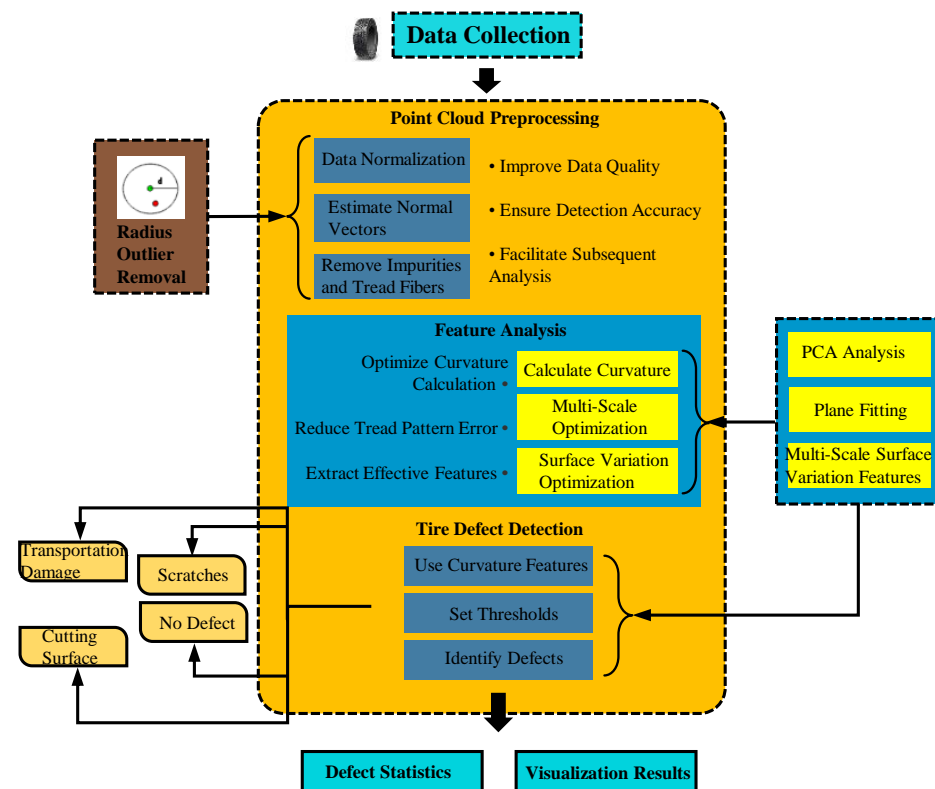 Data Collection
Point Cloud Preprocessing
d
Radius
Outlier
Removal
Data Normalization
Estimate Normal
Vectors
Remove Impurities
and Tread Fibers
• Improve Data Quality
• Ensure Detection Accuracy
• Facilitate Subsequent
Analysis
Feature Analysis
Optimize Curvature
Calculation •
Reduce Tread Pattern Error •
Extract Effective Features •
Calculate Curvature
Multi-Scale
Optimization
Surface Variation
Optimization
PCA Analysis
Plane Fitting
Multi-Scale Surface
Variation Features
Tire Defect Detection
Use Curvature Features
Set Thresholds
Identify Defects
Transportation
Damage
Scratches
No Defect
Cutting
Surface
Defect Statistics
Visualization Results